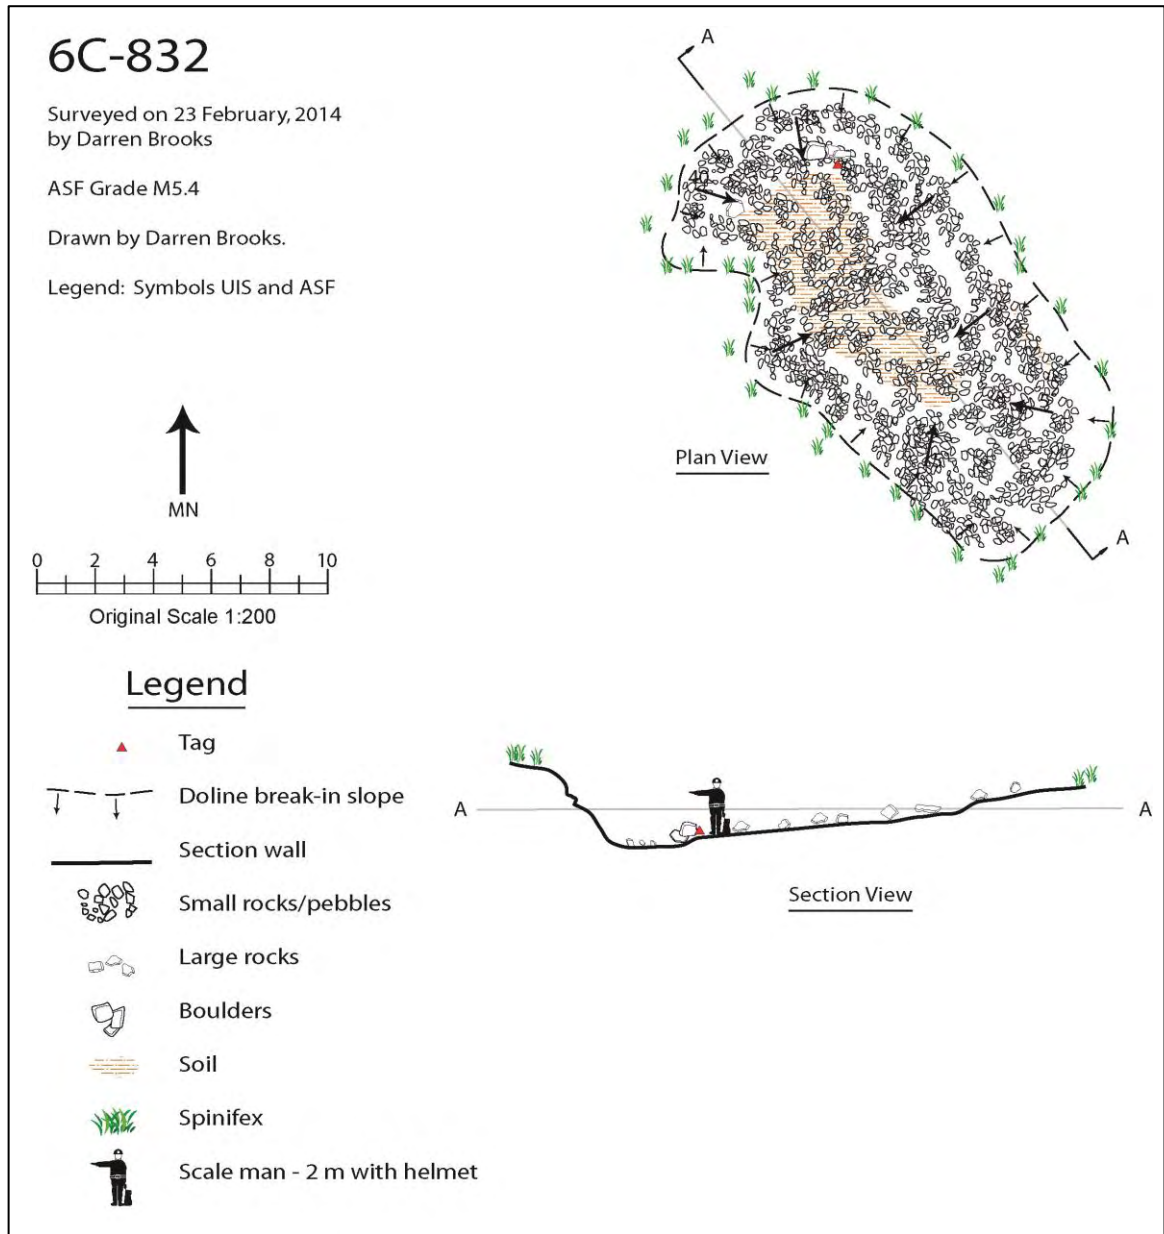 6C-832
Surveyed on 23 February, 2014
by Darren Brooks
ASF Grade M5.4
Drawn by Darren Brooks.
Legend: Symbols UIS and ASF
MN
0 2 4 6 8 10
Original Scale 1:200
A
45
40
Plan View
A
Legend
Tag
Doline break-in slope
Section wall
Small rocks/pebbles
Large rocks
Boulders
Soil
Spinifex
Scale man - 2 m with helmet
A A
Section View